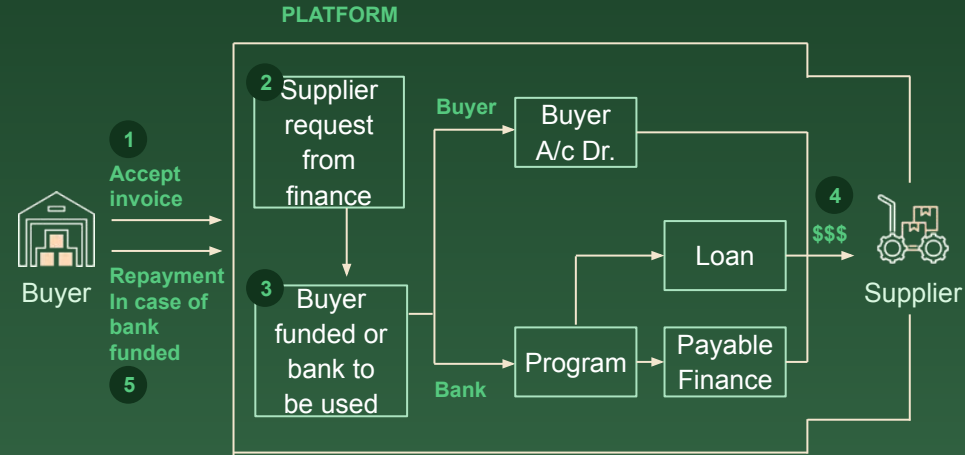 PLATFORM
1
Accept
invoice
Buyer
Repayment
In case of
bank
funded
5
2
Supplier
request
from
finance
3
Buyer
funded or
bank to
be used
Buyer
Buyer
A/c Dr.
Loan
Bank
Program
Payable
Finance
4
$$$
Supplier